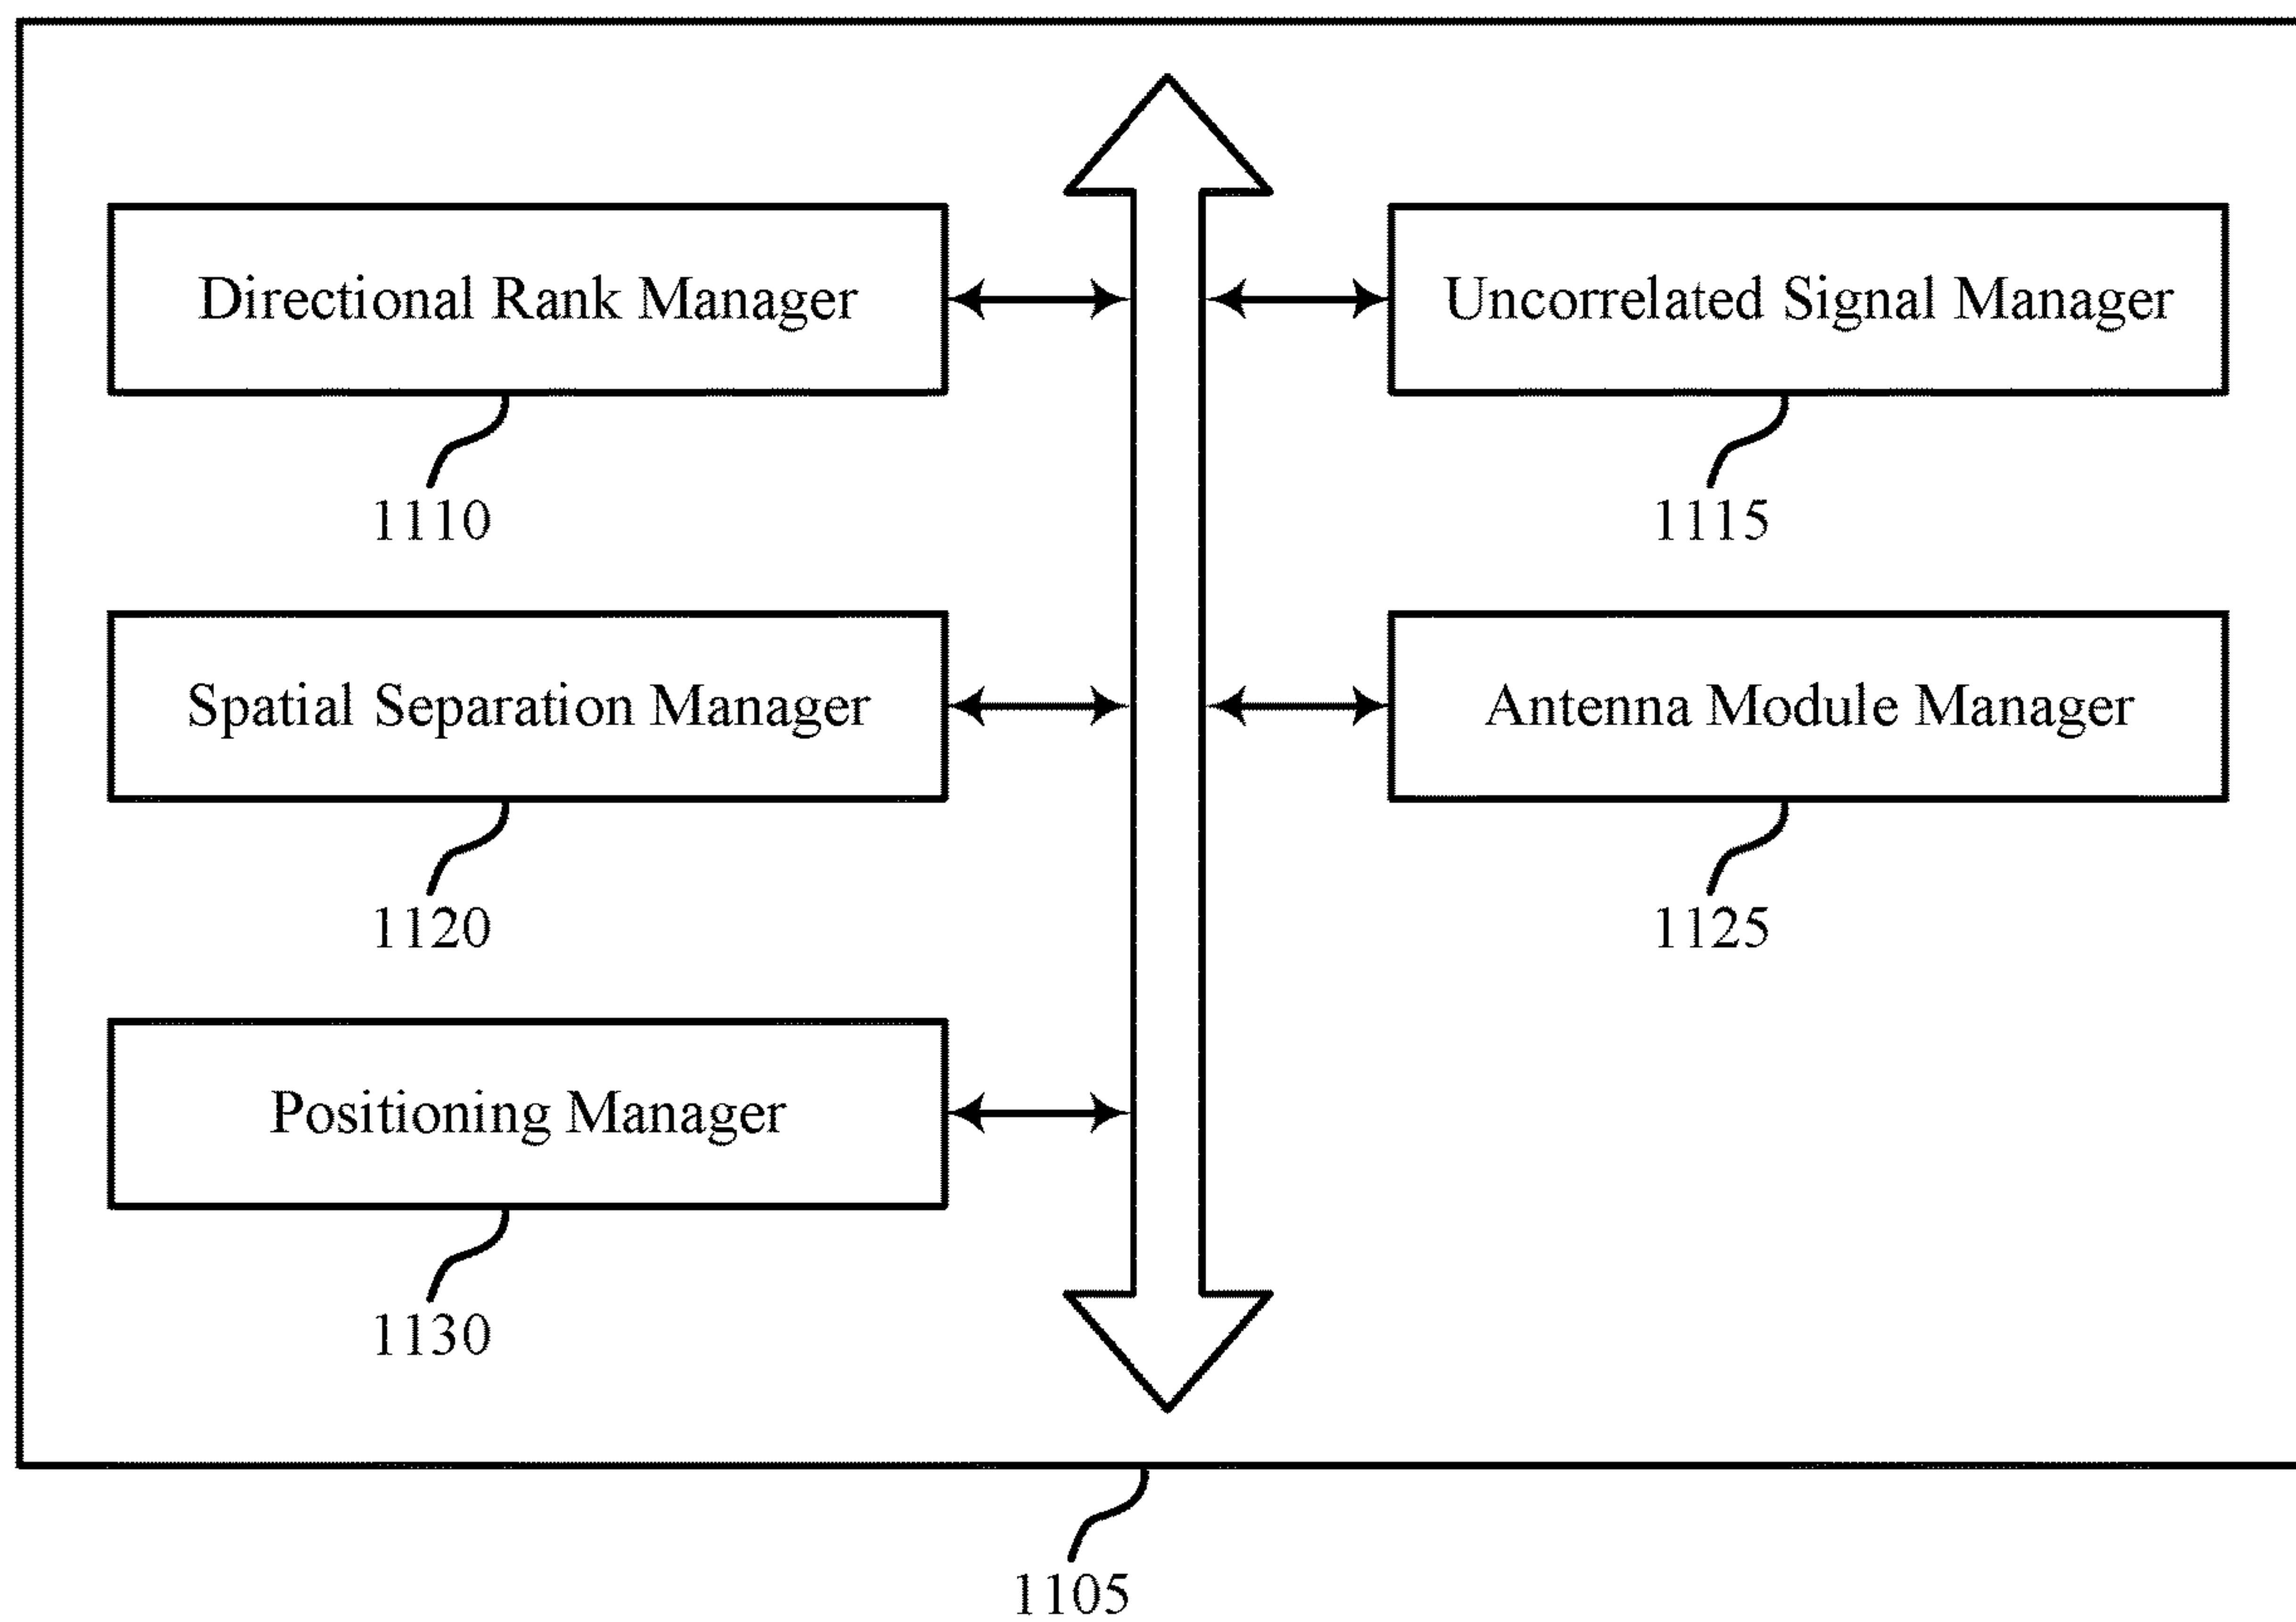 Directional Rank Manager
Uncorrelated Signal Manager
1110
1115
Spatial Separation Manager
Antenna Module Manager
1120
1125
Positioning Manager
1130
1105